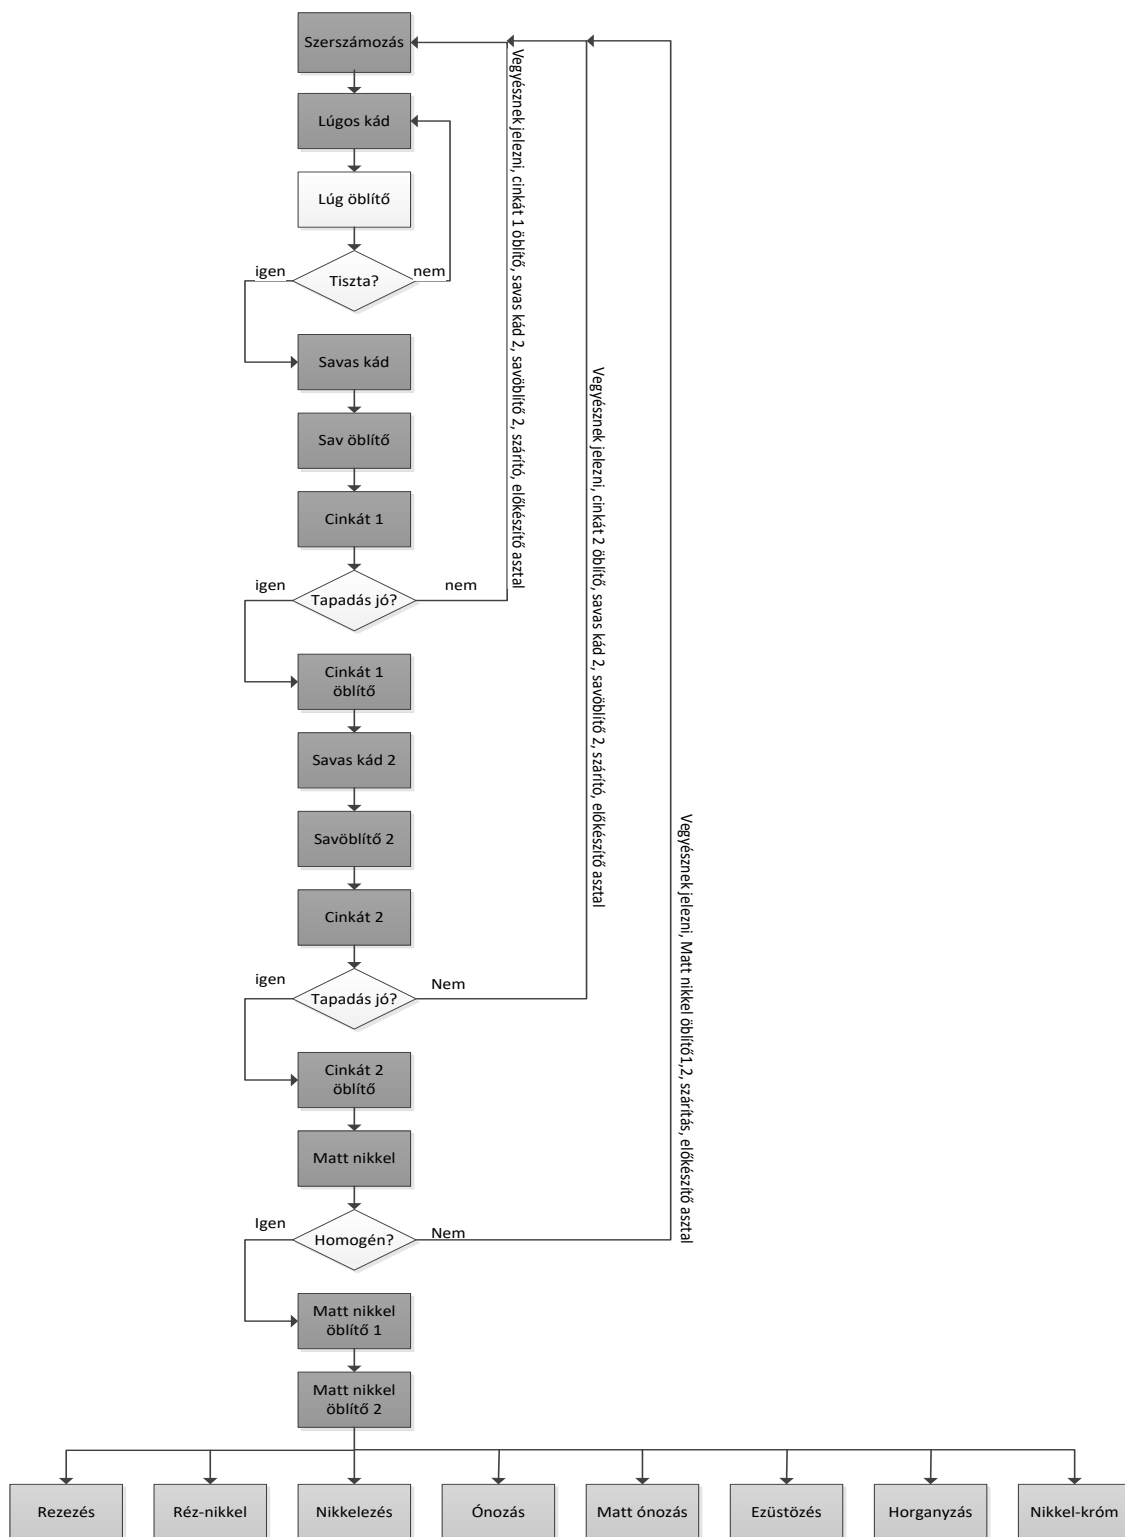 Szerszámozás
Lúgos kád
Lúg öblítő
igen
Tiszta?
nem
Savas kád
Sav öblítő
Cinkát 1
igen
Tapadás jó?
nem
Vegyésznek jelezni, cinkát 1 öblítő, savas kád 2, savöblítő 2, szárító, előkészítő asztal
Cinkát 1
öblítő
Savas kád 2
Savöblítő 2
Cinkát 2
igen
Tapadás jó?
Nem
Vegyésznek jelezni, cinkát 2 öblítő, savas kád 2, savöblítő 2, szárító, előkészítő asztal
Cinkát 2
öblítő
Matt nikkel
Igen
Homogén?
Nem
Vegyésznek jelezni, Matt nikkel öblítő1,2, szárítás, előkészítő asztal
Matt nikkel
öblítő 1
Matt nikkel
öblítő 2
Rezezés
Réz-nikkel
Nikkelezés
Ónozás
Matt ónozás
Ezüstözés
Horganyzás
Nikkel-króm